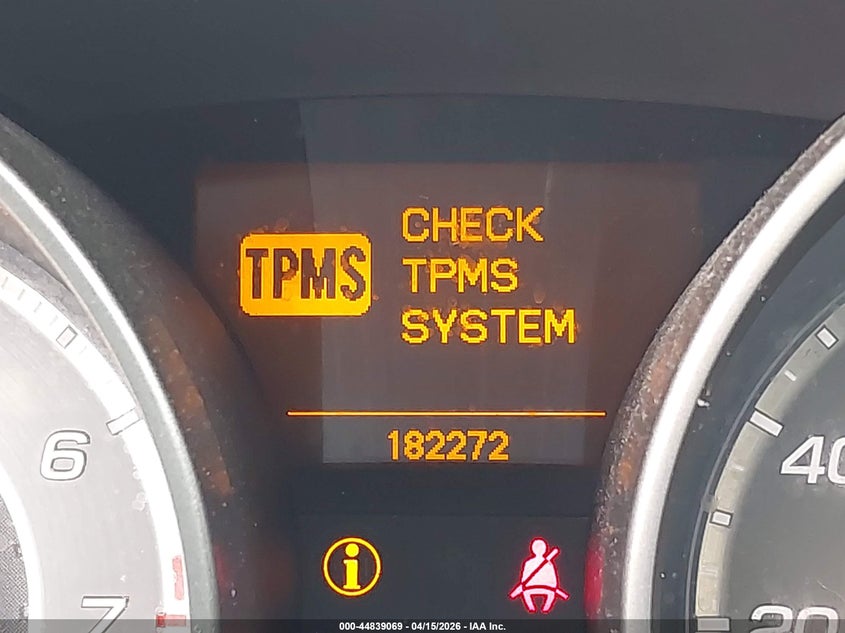 TPMS
CHECK
TPMS
SYSTEM
182272
6
7
40
20
i
000-44839069 - 04/15/2026 - IAA Inc.